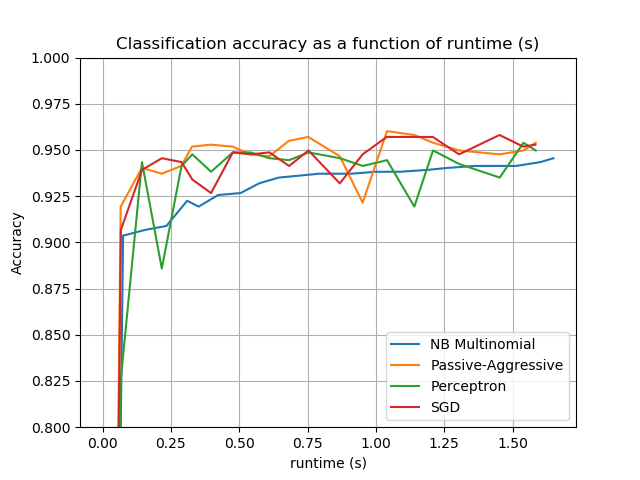 Classification accuracy as a function of runtime (s)
1.000
0.975
0.950
0.925
0.900
0.875
0.850
0.825
0.800
Accuracy
0.00 0.25 0.50 0.75 1.00 1.25 1.50
runtime (s)
NB Multinomial
Passive-Aggressive
Perceptron
SGD